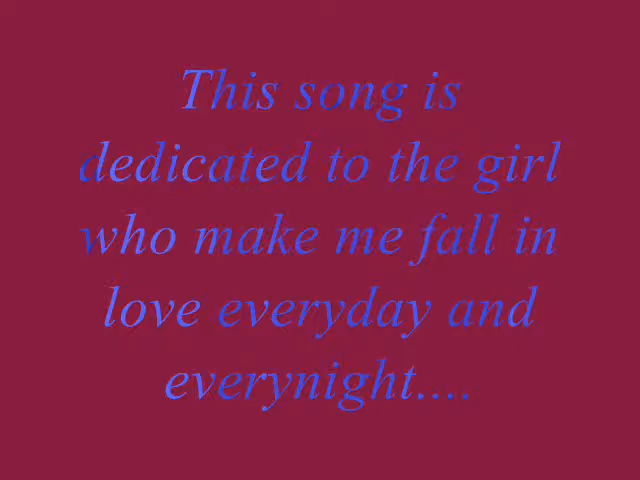 This song is
dedicated to the girl
who make me fall in
love everyday and
everynight....